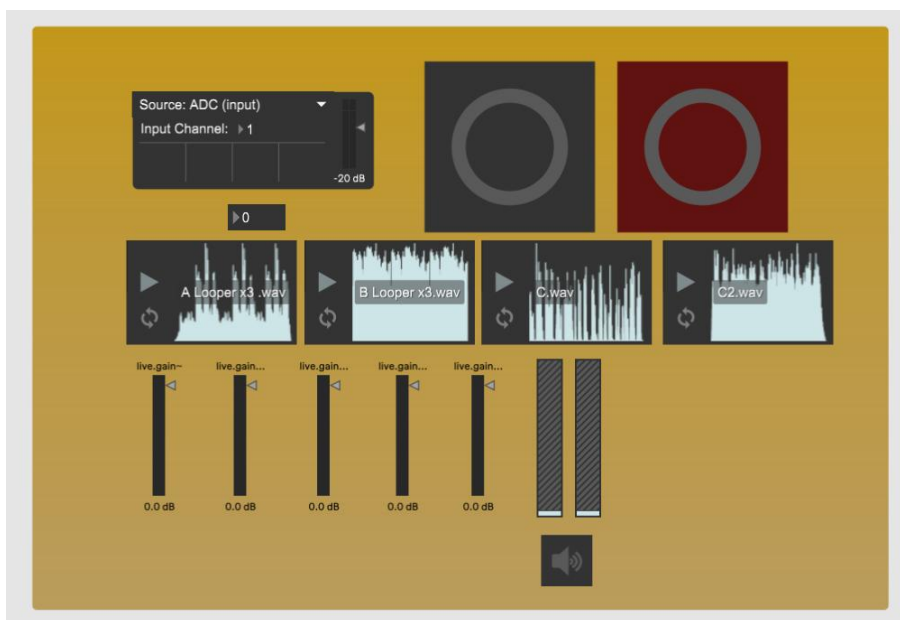 Source: ADC (input)
Input Channel: 1
-20 dB
0
A Looper x3 .wav
B Looper x3.wav
C.wav
C2.wav
live.gain~ live.gain... live.gain... live.gain... live.gain...
0.0 dB 0.0 dB 0.0 dB 0.0 dB 0.0 dB